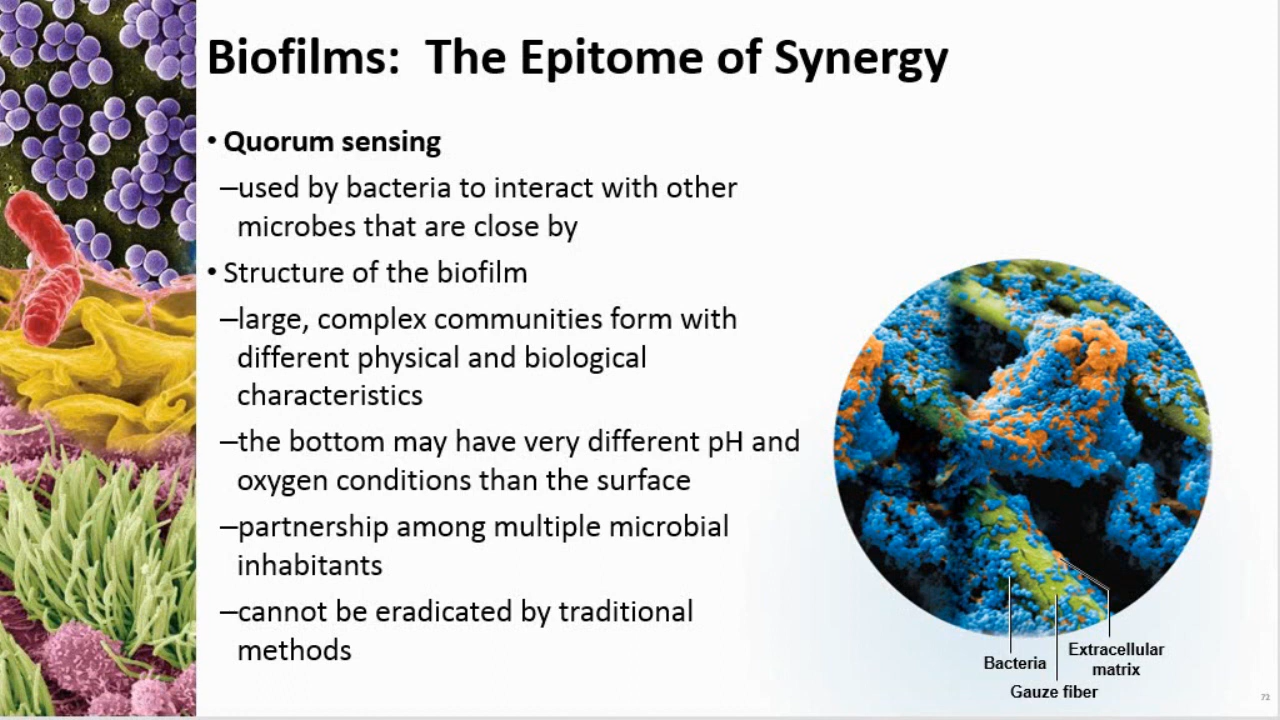 Biofilms:  The Epitome of Synergy
• Quorum sensing
–used by bacteria to interact with other
microbes that are close by
• Structure of the biofilm
–large, complex communities form with
different physical and biological
characteristics
–the bottom may have very different pH and
oxygen conditions than the surface
–partnership among multiple microbial
inhabitants
–cannot be eradicated by traditional
methods
Bacteria
Extracellular
matrix
Gauze fiber
72